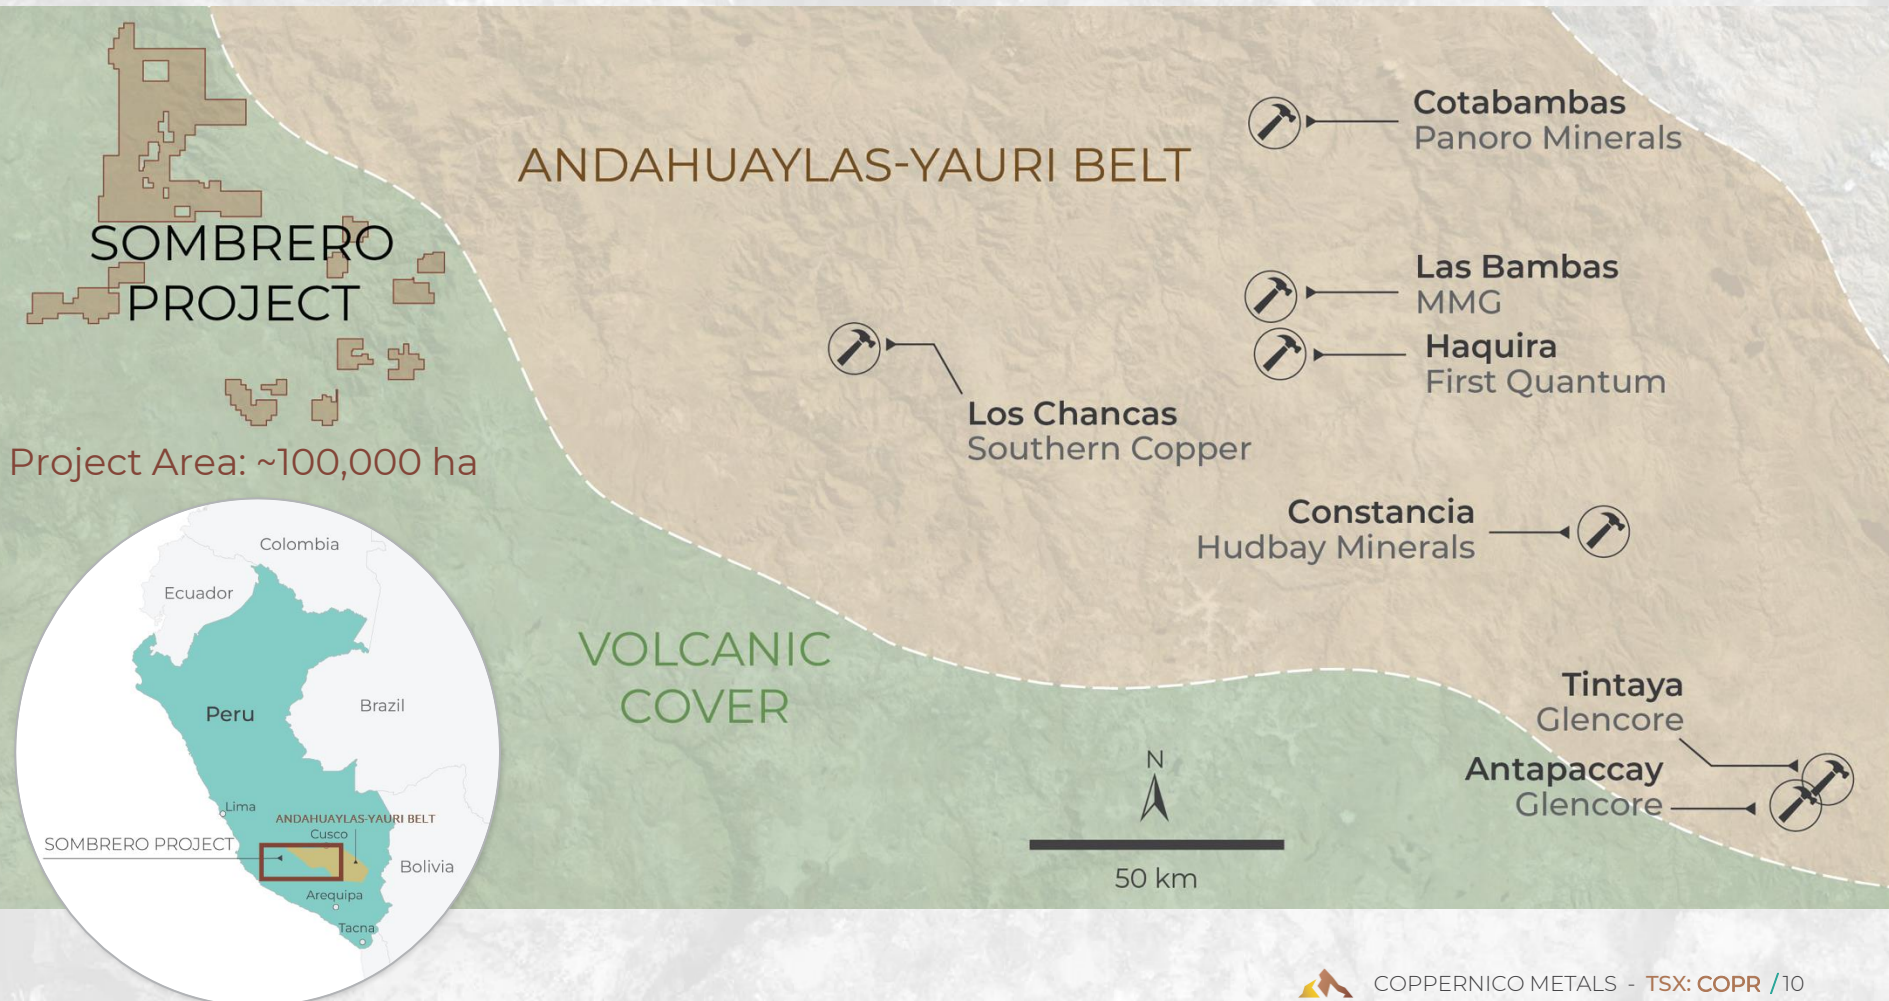 ANDAHUAYLAS-YAURI BELT
Cotabambas
Panoro Minerals
SOMBRERO
PROJECT
Las Bambas
MMG
Haquira
First Quantum
Los Chancas
Southern Copper
Project Area: ~100,000 ha
Constancia
Hudbay Minerals
VOLCANIC
COVER
Tintaya
Glencore
Antapaccay
Glencore
N
50 km
Colombia
Ecuador
Peru
Brazil
Lima
ANDAHUAYLAS-YAURI BELT
Cusco
SOMBRERO PROJECT
Bolivia
Arequipa
Tacna
COPPERNICO METALS - TSX: COPR / 10